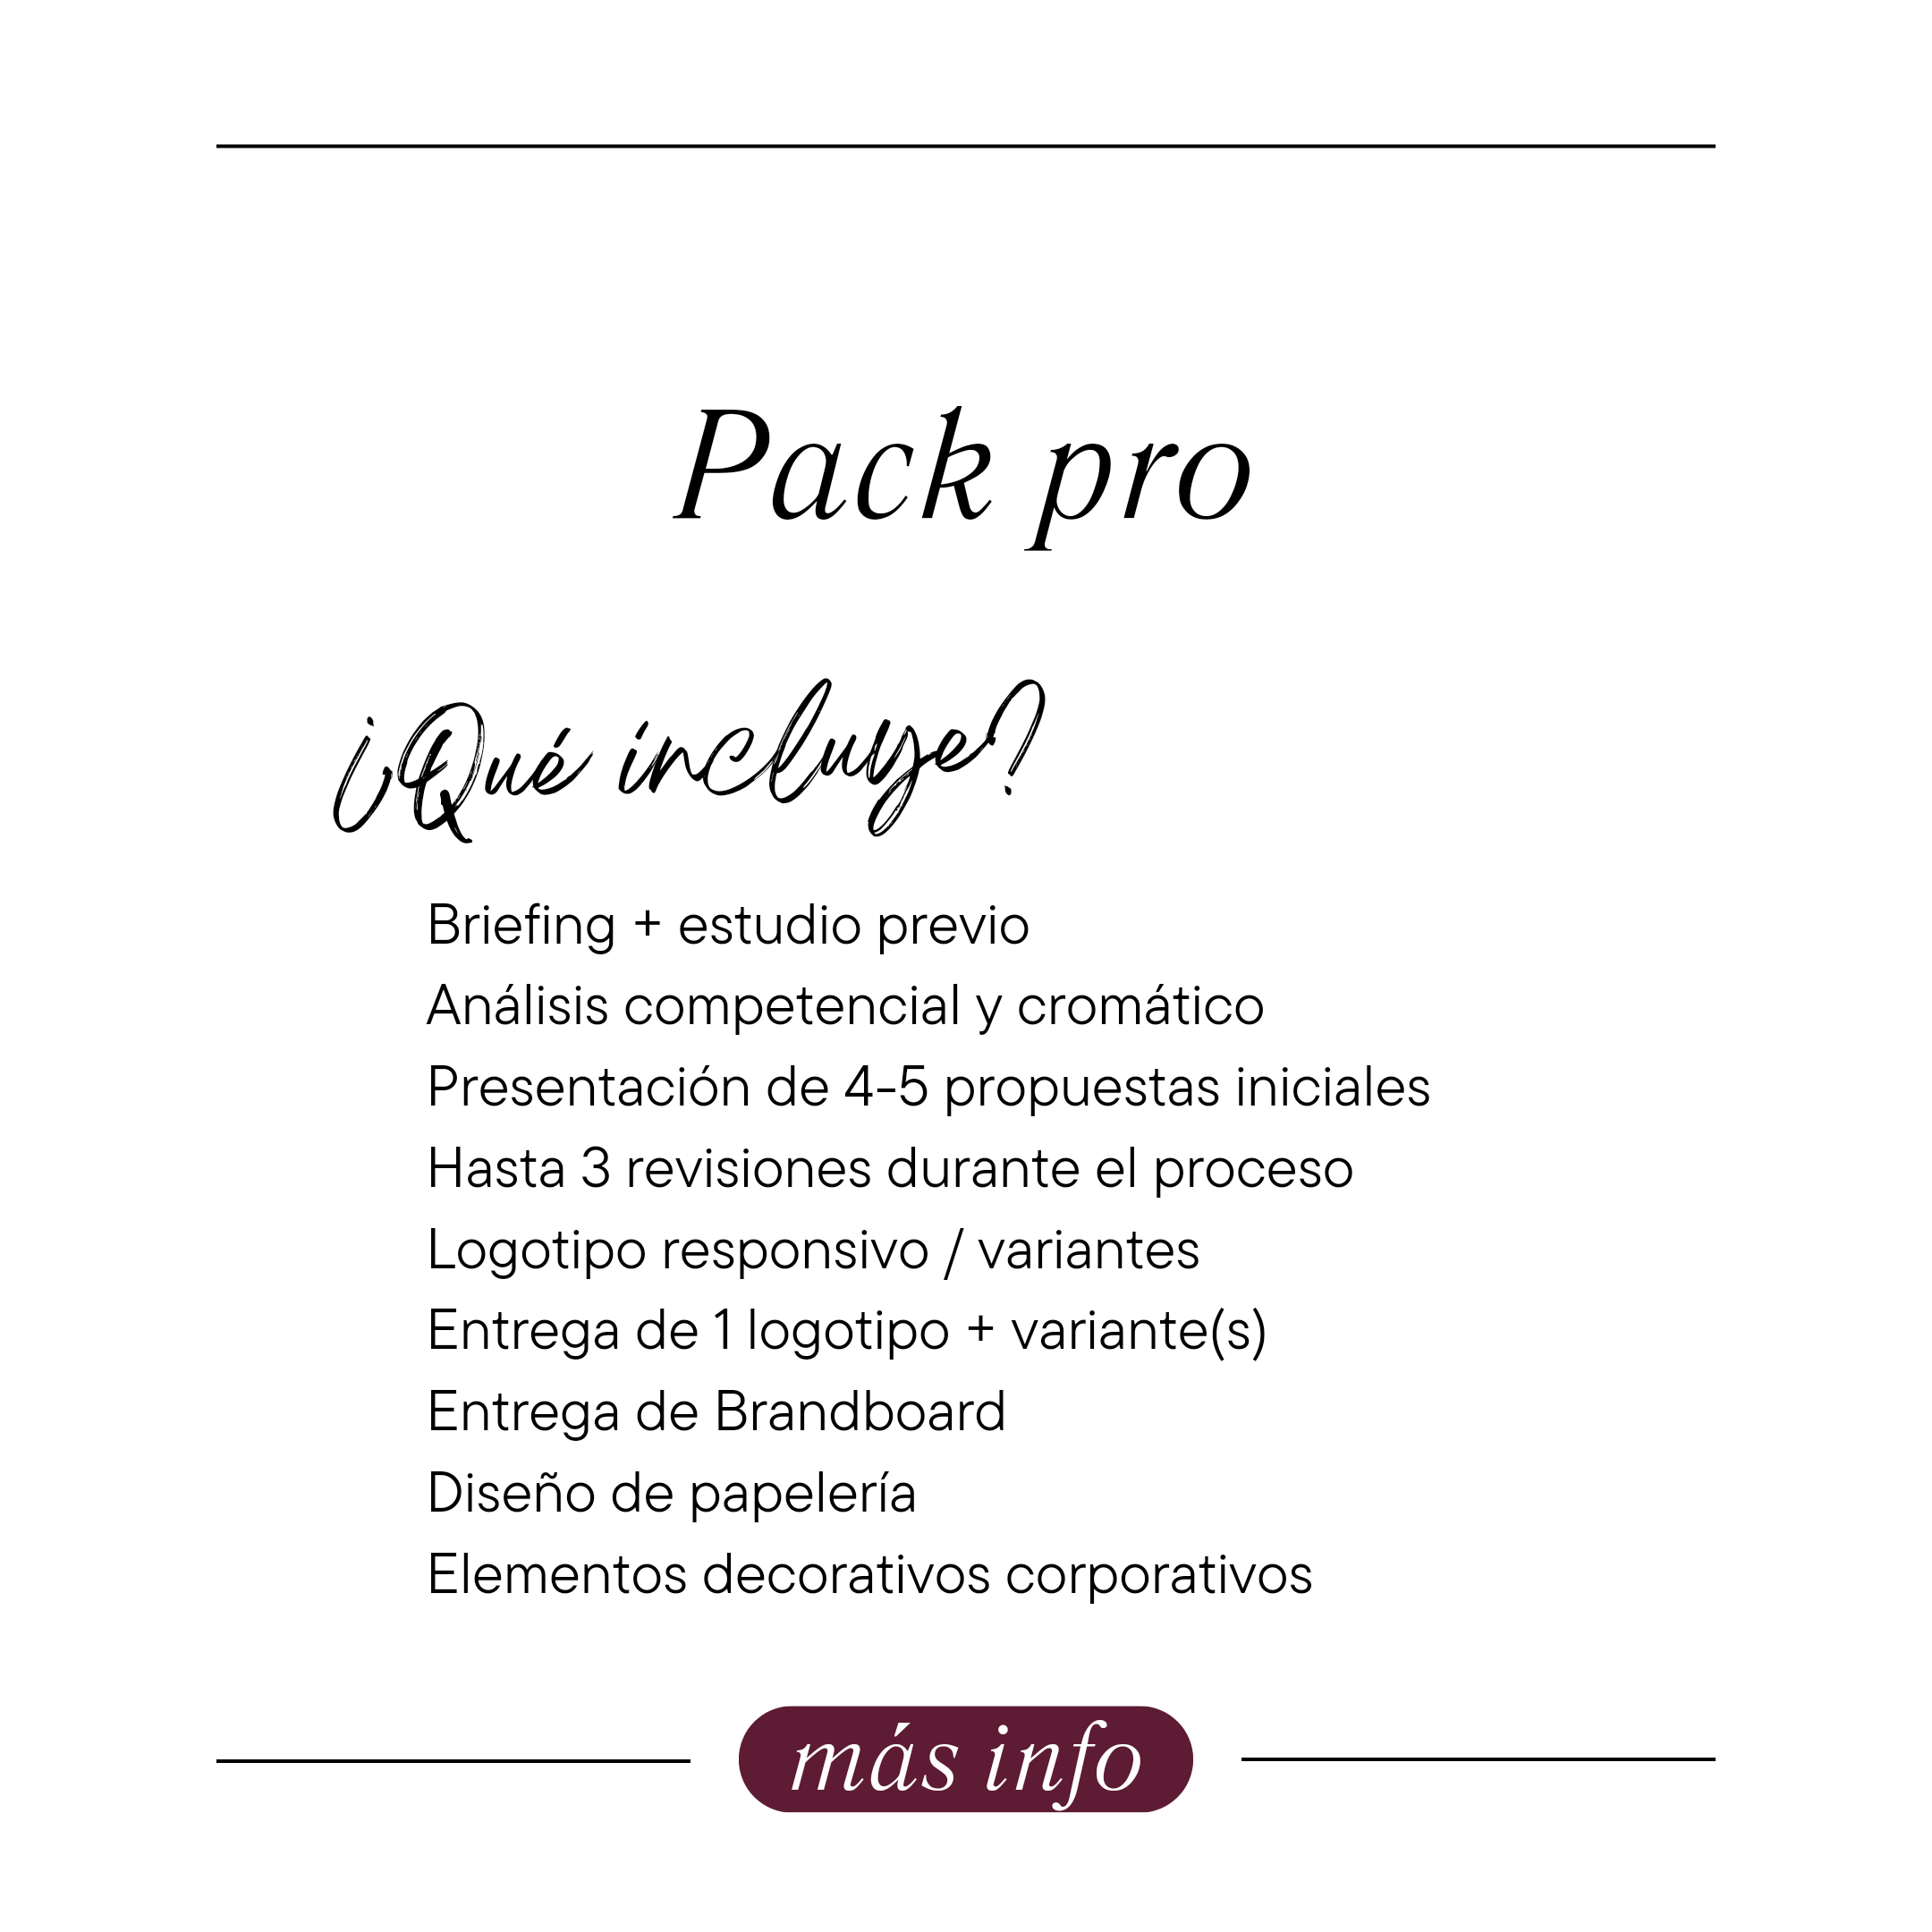 Pack pro
¿Qué incluye?
Briefing + estudio previo
Análisis competencial y cromático
Presentación de 4-5 propuestas iniciales
Hasta 3 revisiones durante el proceso
Logotipo responsivo / variantes
Entrega de 1 logotipo + variante(s)
Entrega de Brandboard
Diseño de papelería
Elementos decorativos corporativos
más info